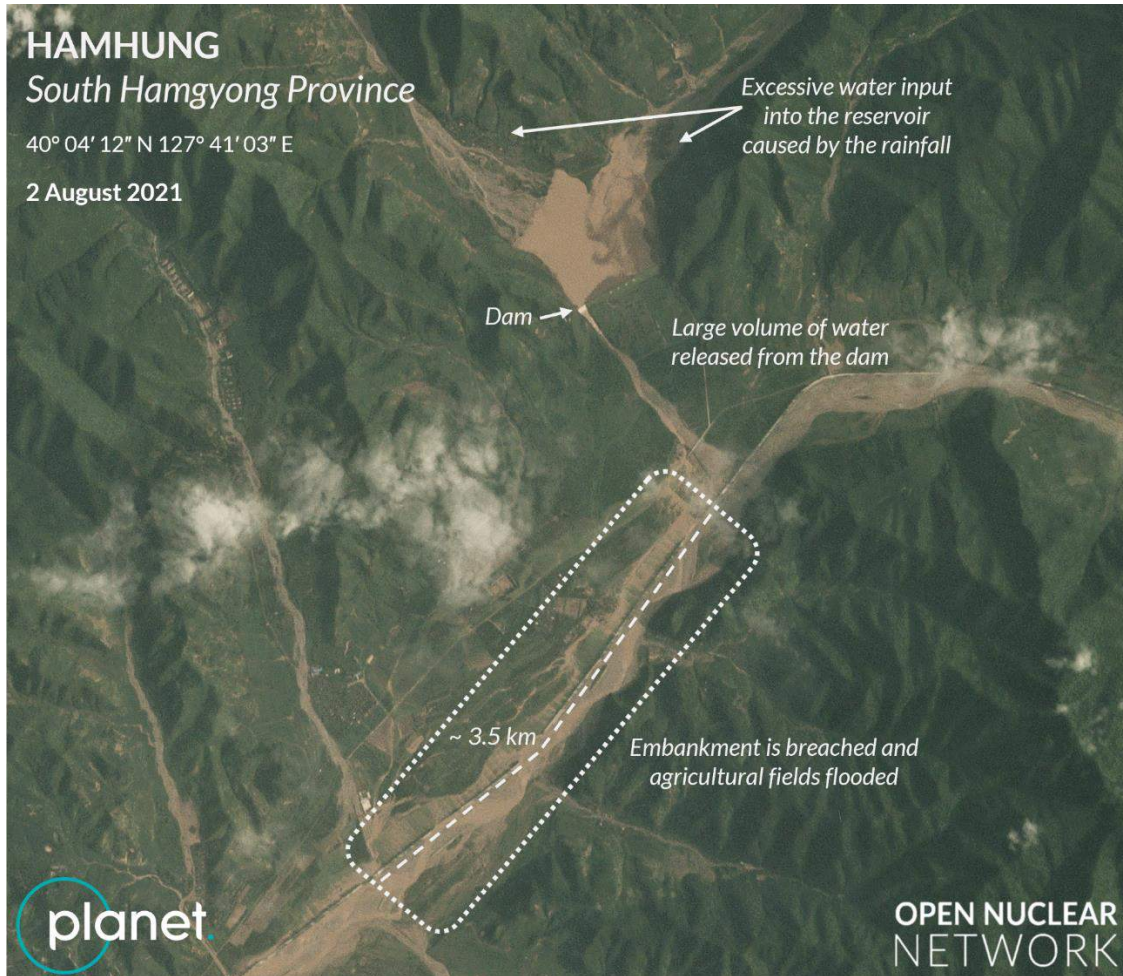 HAMHUNG
South Hamgyong Province
40° 04′ 12″ N 127° 41′ 03″ E
2 August 2021
Excessive water input
into the reservoir
caused by the rainfall
Dam
Large volume of water
released from the dam
~ 3.5 km
Embankment is breached and
agricultural fields flooded
planet.
OPEN NUCLEAR
NETWORK